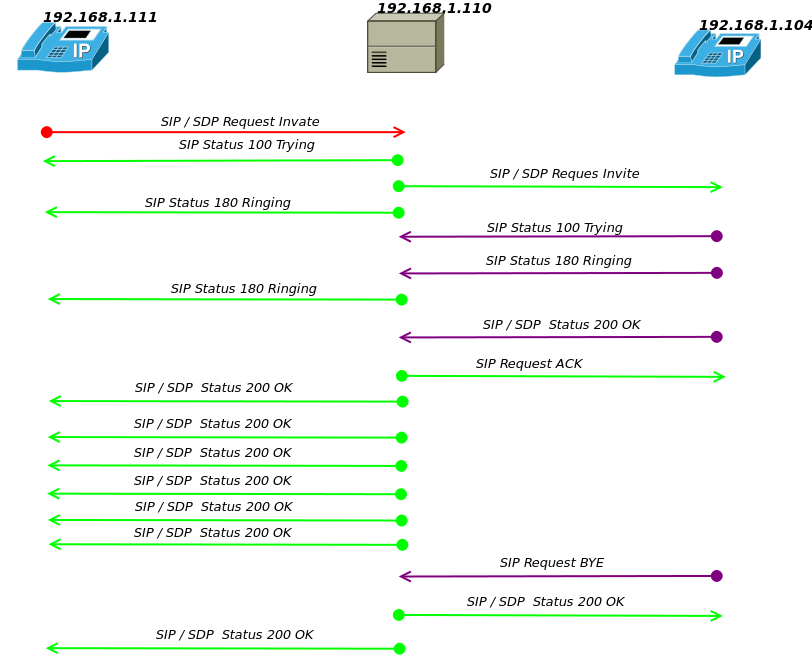 192.168.1.111
192.168.1.110
192.168.1.104
IP
IP
SIP / SDP Request Invate
SIP Status 100 Trying
SIP / SDP Reques Invite
SIP Status 180 Ringing
SIP Status 100 Trying
SIP Status 180 Ringing
SIP Status 180 Ringing
SIP / SDP  Status 200 OK
SIP Request ACK
SIP / SDP  Status 200 OK
SIP / SDP  Status 200 OK
SIP / SDP  Status 200 OK
SIP / SDP  Status 200 OK
SIP / SDP  Status 200 OK
SIP / SDP  Status 200 OK
SIP Request BYE
SIP / SDP  Status 200 OK
SIP / SDP  Status 200 OK